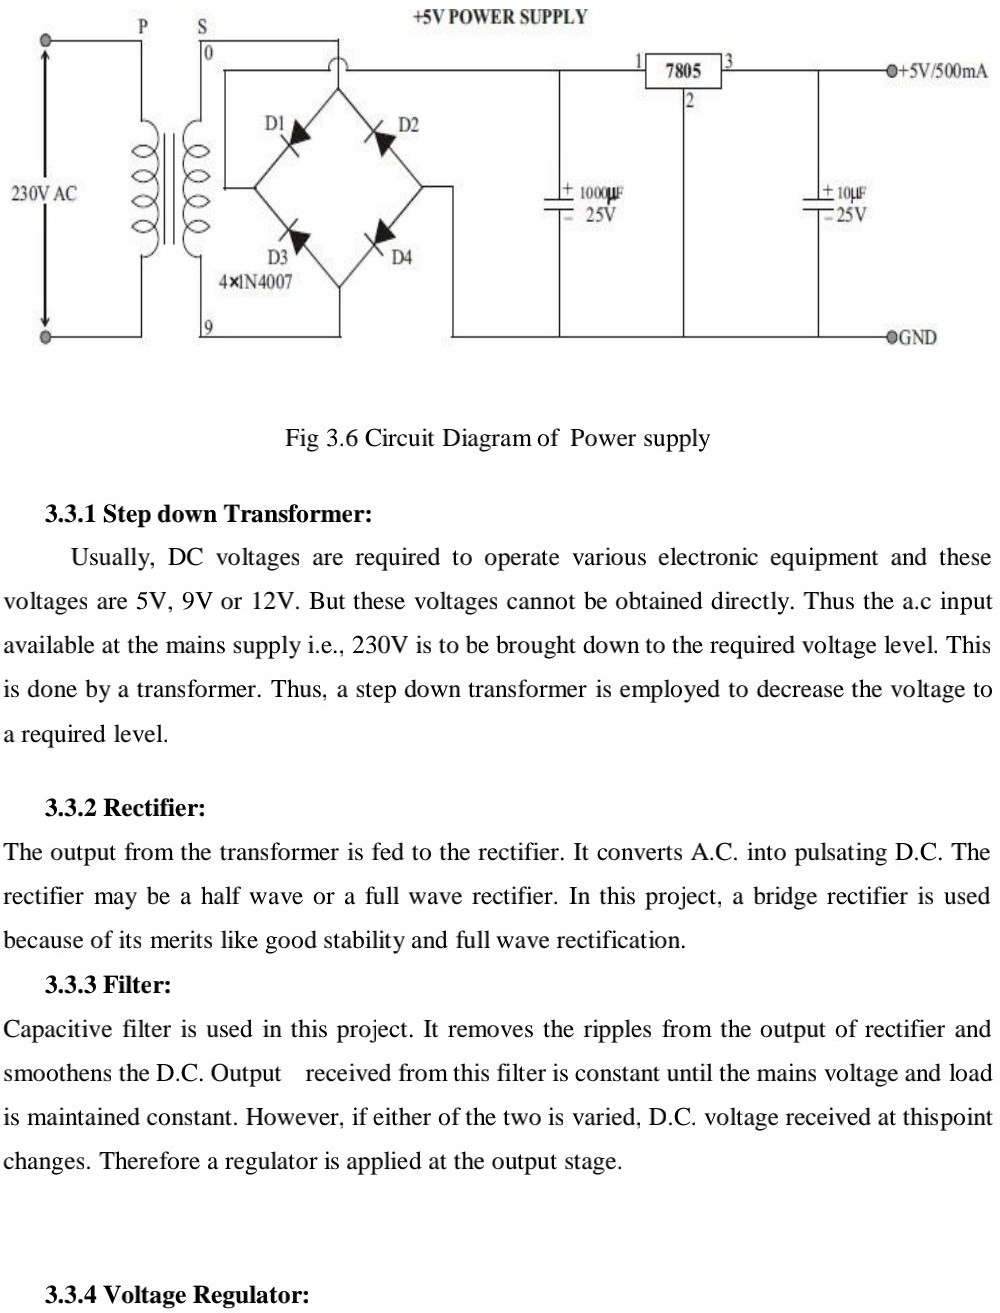 +5V POWER SUPPLY
P
S
0
1
7805
3
+5V/500mA
2
D1
D2
230V AC
+
1000µF
–
25V
+
10µF
–
25V
D3
D4
4×1N4007
9
GND
Fig 3.6 Circuit Diagram of Power supply
3.3.1 Step down Transformer:
Usually, DC voltages are required to operate various electronic equipment and these
voltages are 5V, 9V or 12V. But these voltages cannot be obtained directly. Thus the a.c input
available at the mains supply i.e., 230V is to be brought down to the required voltage level. This
is done by a transformer. Thus, a step down transformer is employed to decrease the voltage to
a required level.
3.3.2 Rectifier:
The output from the transformer is fed to the rectifier. It converts A.C. into pulsating D.C. The
rectifier may be a half wave or a full wave rectifier. In this project, a bridge rectifier is used
because of its merits like good stability and full wave rectification.
3.3.3 Filter:
Capacitive filter is used in this project. It removes the ripples from the output of rectifier and
smoothens the D.C. Output received from this filter is constant until the mains voltage and load
is maintained constant. However, if either of the two is varied, D.C. voltage received at thispoint
changes. Therefore a regulator is applied at the output stage.
3.3.4 Voltage Regulator: